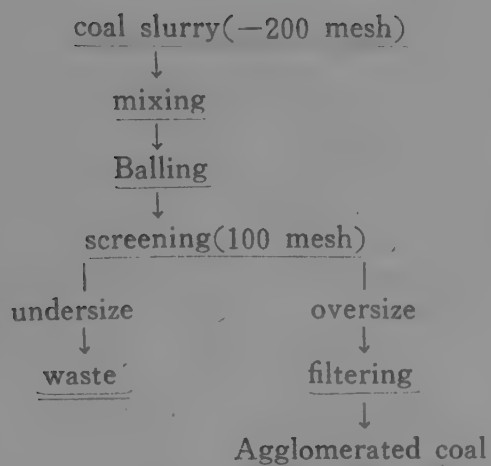 coal slurry(−200 mesh)
mixing
Balling
screening(100 mesh)
undersize oversize
waste filtering
Agglomerated coal